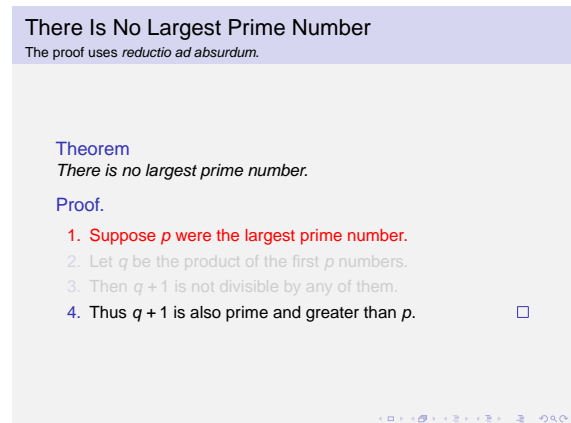 There Is No Largest Prime Number
The proof uses reductio ad absurdum.
Theorem
There is no largest prime number.
Proof.
1. Suppose p were the largest prime number.
2. Let q be the product of the first p numbers.
3. Then q + 1 is not divisible by any of them.
4. Thus q + 1 is also prime and greater than p. □